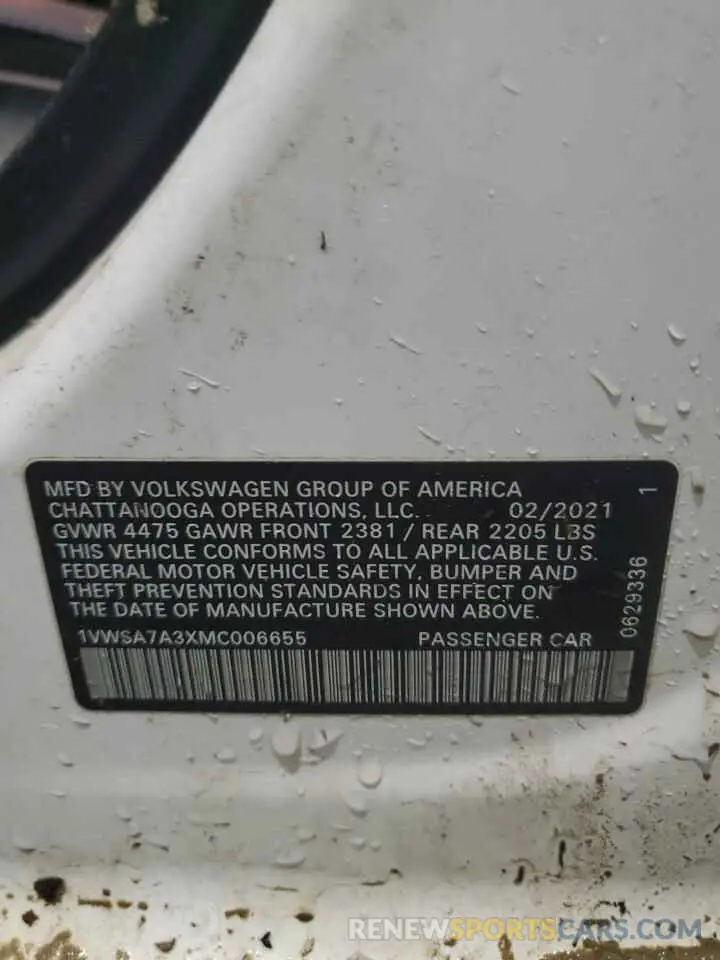 MFD BY VOLKSWAGEN GROUP OF AMERICA
CHATTANOOGA OPERATIONS, LLC. 02/2021
GVWR 4475 GAWR FRONT 2381 / REAR 2205 LBS
THIS VEHICLE CONFORMS TO ALL APPLICABLE U.S.
FEDERAL MOTOR VEHICLE SAFETY, BUMPER AND
THEFT PREVENTION STANDARDS IN EFFECT ON
THE DATE OF MANUFACTURE SHOWN ABOVE.
1VWSA7A3XMC006655 PASSENGER CAR
0629336 1
RENEWSPORTSCARS.COM